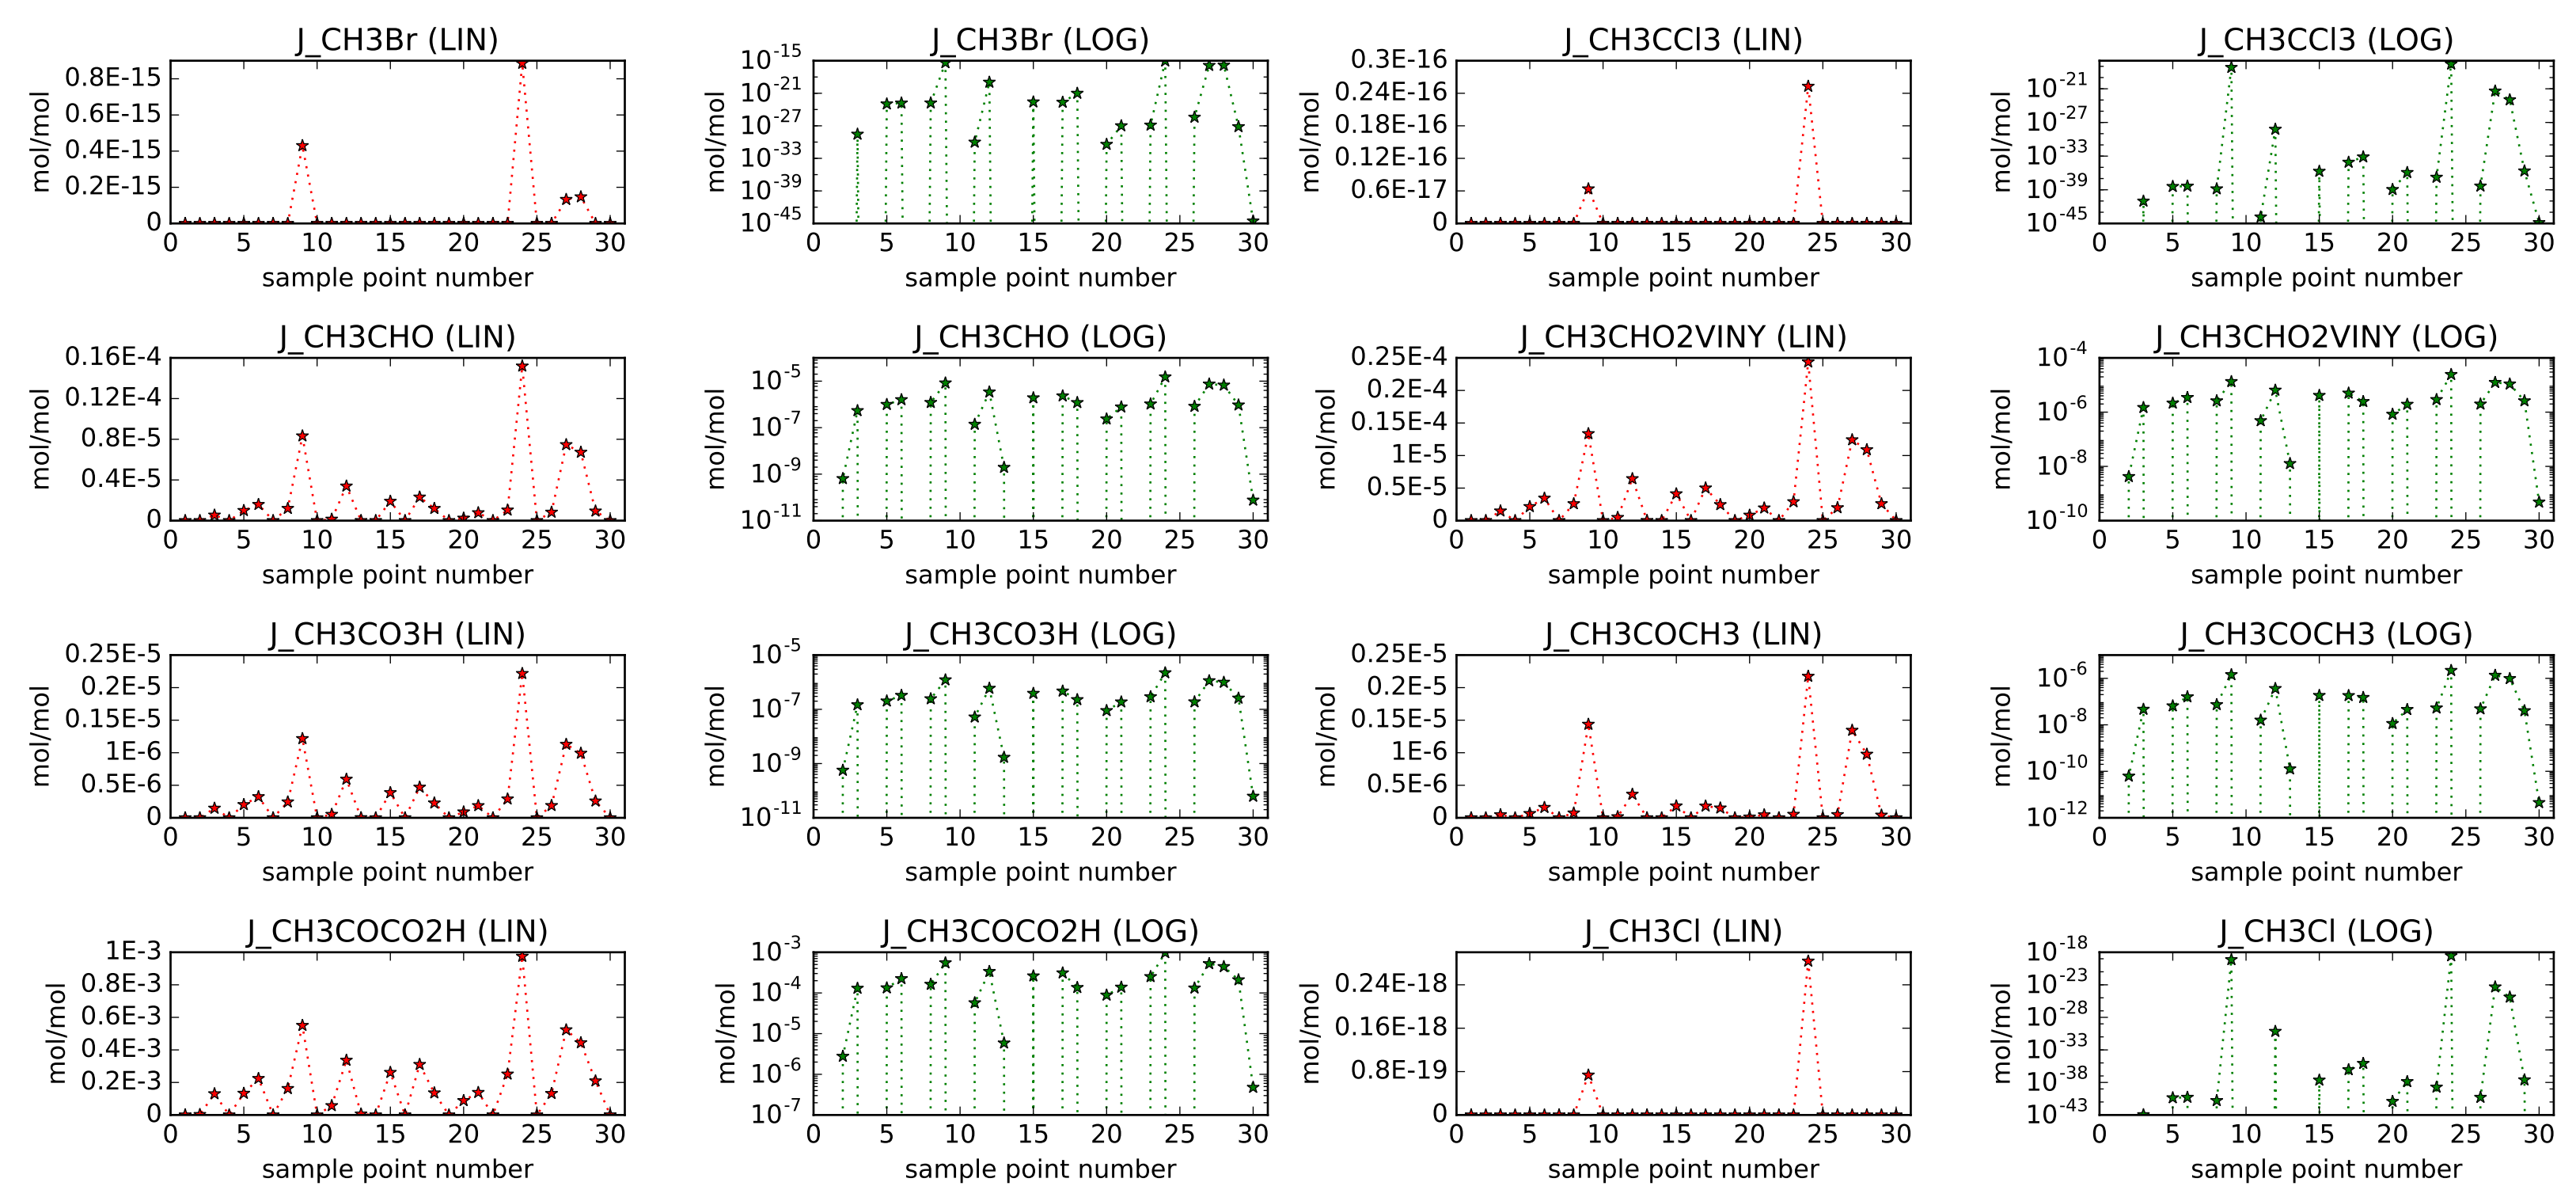 J_CH3Br (LIN)
mol/mol
0.8E-15
0.6E-15
0.4E-15
0.2E-15
0
0 5 10 15 20 25 30
sample point number
J_CH3Br (LOG)
mol/mol
10^-15
10^-21
10^-27
10^-33
10^-39
10^-45
0 5 10 15 20 25 30
sample point number
J_CH3CCl3 (LIN)
mol/mol
0.3E-16
0.24E-16
0.18E-16
0.12E-16
0.6E-17
0
0 5 10 15 20 25 30
sample point number
J_CH3CCl3 (LOG)
mol/mol
10^-21
10^-27
10^-33
10^-39
10^-45
0 5 10 15 20 25 30
sample point number
J_CH3CHO (LIN)
mol/mol
0.16E-4
0.12E-4
0.8E-5
0.4E-5
0
0 5 10 15 20 25 30
sample point number
J_CH3CHO (LOG)
mol/mol
10^-5
10^-7
10^-9
10^-11
0 5 10 15 20 25 30
sample point number
J_CH3CHO2VINY (LIN)
mol/mol
0.25E-4
0.2E-4
0.15E-4
1E-5
0.5E-5
0
0 5 10 15 20 25 30
sample point number
J_CH3CHO2VINY (LOG)
mol/mol
10^-4
10^-6
10^-8
10^-10
0 5 10 15 20 25 30
sample point number
J_CH3CO3H (LIN)
mol/mol
0.25E-5
0.2E-5
0.15E-5
1E-6
0.5E-6
0
0 5 10 15 20 25 30
sample point number
J_CH3CO3H (LOG)
mol/mol
10^-5
10^-7
10^-9
10^-11
0 5 10 15 20 25 30
sample point number
J_CH3COCH3 (LIN)
mol/mol
0.25E-5
0.2E-5
0.15E-5
1E-6
0.5E-6
0
0 5 10 15 20 25 30
sample point number
J_CH3COCH3 (LOG)
mol/mol
10^-6
10^-8
10^-10
10^-12
0 5 10 15 20 25 30
sample point number
J_CH3COCO2H (LIN)
mol/mol
1E-3
0.8E-3
0.6E-3
0.4E-3
0.2E-3
0
0 5 10 15 20 25 30
sample point number
J_CH3COCO2H (LOG)
mol/mol
10^-3
10^-4
10^-5
10^-6
10^-7
0 5 10 15 20 25 30
sample point number
J_CH3Cl (LIN)
mol/mol
0.24E-18
0.16E-18
0.8E-19
0
0 5 10 15 20 25 30
sample point number
J_CH3Cl (LOG)
mol/mol
10^-18
10^-23
10^-28
10^-33
10^-38
10^-43
0 5 10 15 20 25 30
sample point number